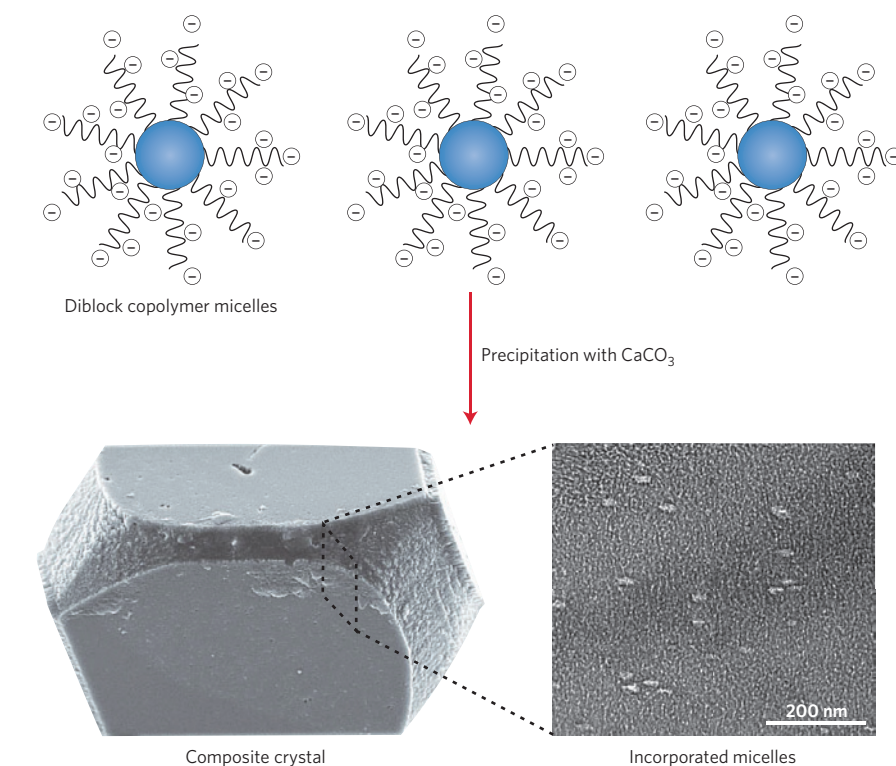 Diblock copolymer micelles
Precipitation with CaCO₃
200 nm
Composite crystal
Incorporated micelles